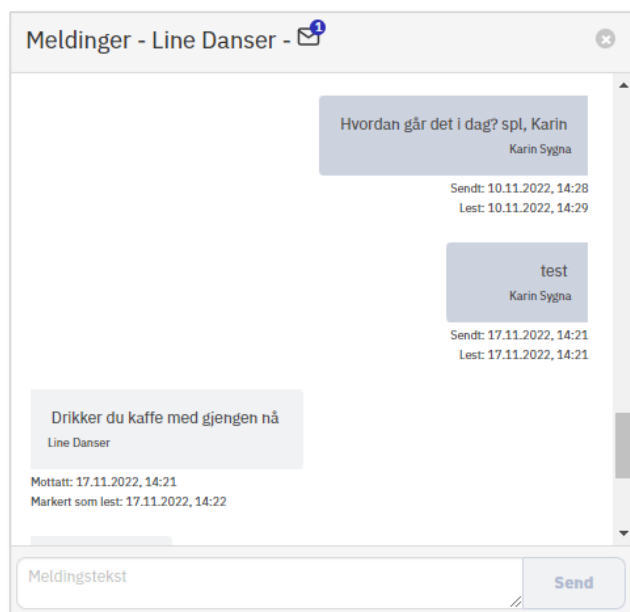 Meldinger - Line Danser - 1
Hvordan går det i dag? spl, Karin
Karin Sygna
Sendt: 10.11.2022, 14:28
Lest: 10.11.2022, 14:29
test
Karin Sygna
Sendt: 17.11.2022, 14:21
Lest: 17.11.2022, 14:21
Drikker du kaffe med gjengen nå
Line Danser
Mottatt: 17.11.2022, 14:21
Markert som lest: 17.11.2022, 14:22
Meldingstekst
Send